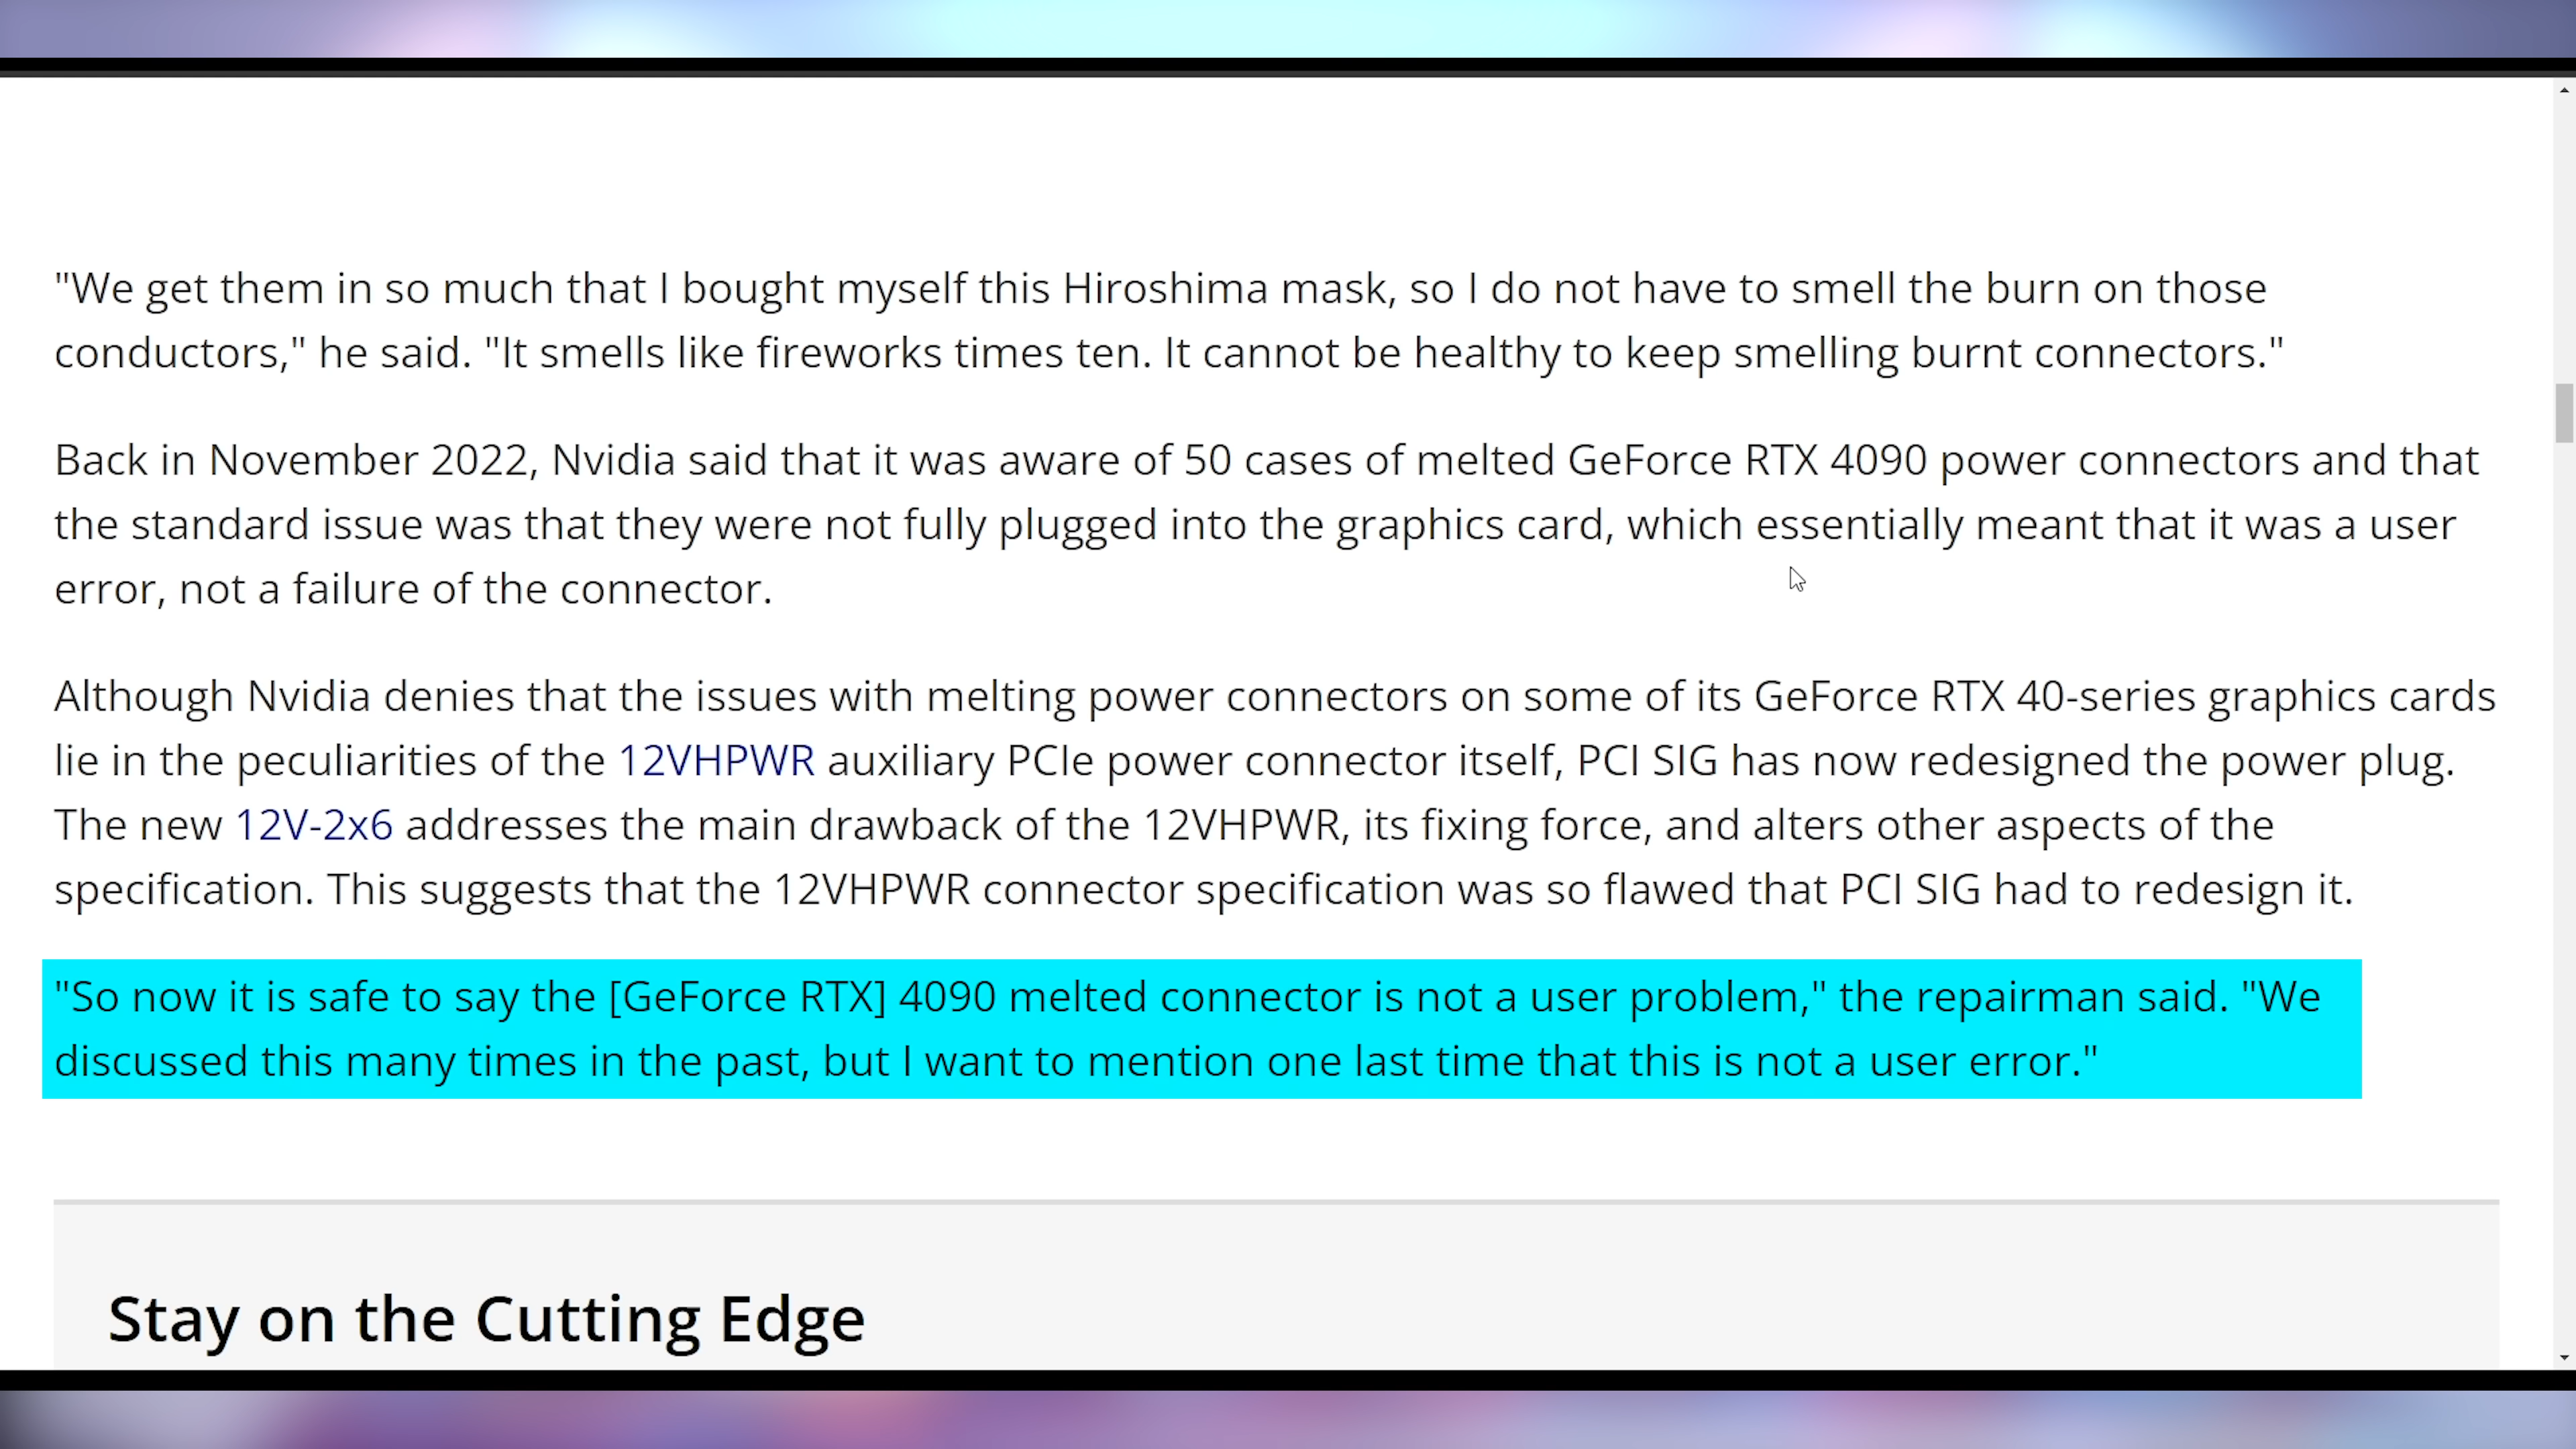 "We get them in so much that I bought myself this Hiroshima mask, so I do not have to smell the burn on those
conductors," he said. "It smells like fireworks times ten. It cannot be healthy to keep smelling burnt connectors."
Back in November 2022, Nvidia said that it was aware of 50 cases of melted GeForce RTX 4090 power connectors and that
the standard issue was that they were not fully plugged into the graphics card, which essentially meant that it was a user
error, not a failure of the connector.
Although Nvidia denies that the issues with melting power connectors on some of its GeForce RTX 40-series graphics cards
lie in the peculiarities of the 12VHPWR auxiliary PCIe power connector itself, PCI SIG has now redesigned the power plug.
The new 12V-2x6 addresses the main drawback of the 12VHPWR, its fixing force, and alters other aspects of the
specification. This suggests that the 12VHPWR connector specification was so flawed that PCI SIG had to redesign it.
"So now it is safe to say the [GeForce RTX] 4090 melted connector is not a user problem," the repairman said. "We
discussed this many times in the past, but I want to mention one last time that this is not a user error."
Stay on the Cutting Edge